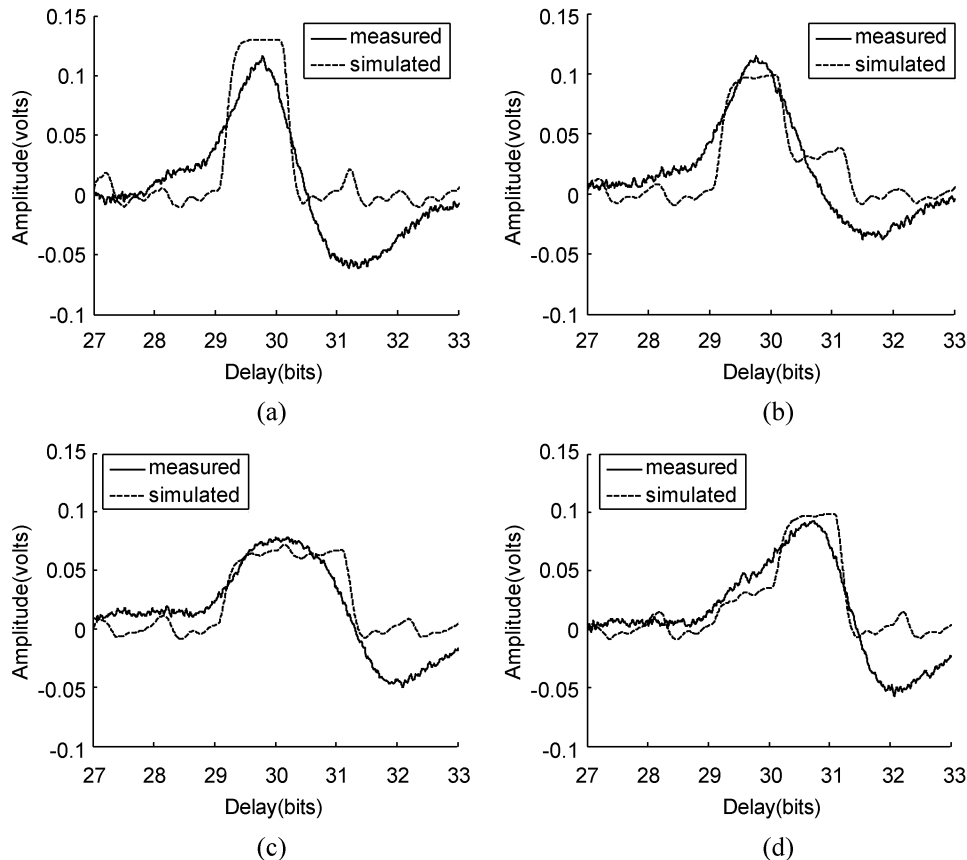 0.15
0.1
0.05
0
-0.05
-0.1
Amplitude(volts)
measured
simulated
27 28 29 30 31 32 33
Delay(bits)
(a)
0.15
0.1
0.05
0
-0.05
-0.1
Amplitude(volts)
measured
simulated
27 28 29 30 31 32 33
Delay(bits)
(b)
0.15
0.1
0.05
0
-0.05
-0.1
Amplitude(volts)
measured
simulated
27 28 29 30 31 32 33
Delay(bits)
(c)
0.15
0.1
0.05
0
-0.05
-0.1
Amplitude(volts)
measured
simulated
27 28 29 30 31 32 33
Delay(bits)
(d)